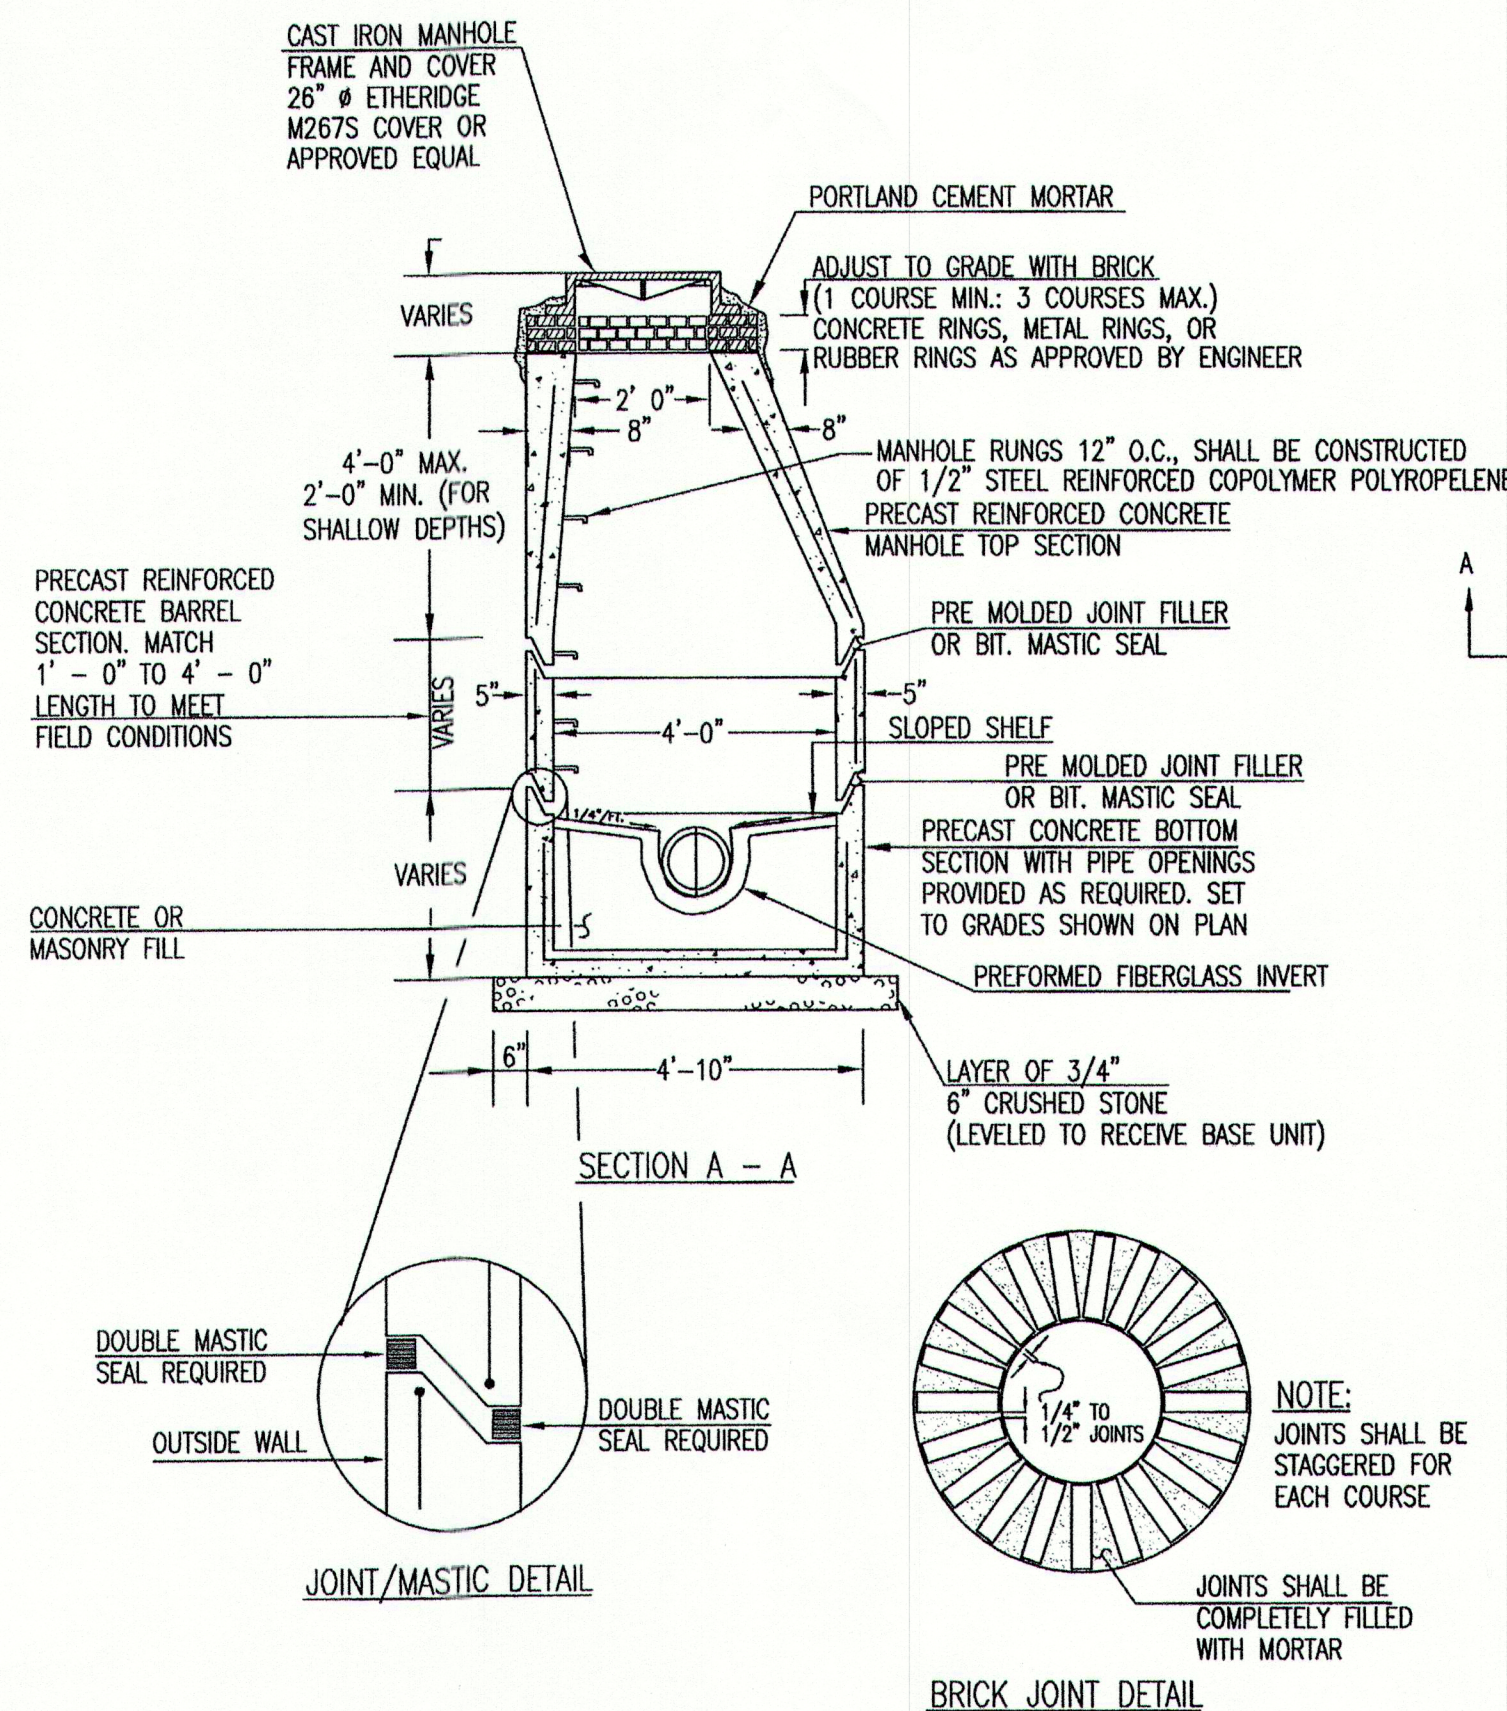 CAST IRON MANHOLE
FRAME AND COVER
26" ø ETHERIDGE
M267S COVER OR
APPROVED EQUAL
PORTLAND CEMENT MORTAR
ADJUST TO GRADE WITH BRICK
(1 COURSE MIN.: 3 COURSES MAX.)
CONCRETE RINGS, METAL RINGS, OR
RUBBER RINGS AS APPROVED BY ENGINEER
VARIES
2' 0"
8"
8"
4'-0" MAX.
2'-0" MIN. (FOR
SHALLOW DEPTHS)
MANHOLE RUNGS 12" O.C., SHALL BE CONSTRUCTED
OF 1/2" STEEL REINFORCED COPOLYMER POLYROPELENE
PRECAST REINFORCED CONCRETE
MANHOLE TOP SECTION
A
PRECAST REINFORCED
CONCRETE BARREL
SECTION. MATCH
1' - 0" TO 4' - 0"
LENGTH TO MEET
FIELD CONDITIONS
VARIES
PRE MOLDED JOINT FILLER
OR BIT. MASTIC SEAL
5"
5"
4'-0"
SLOPED SHELF
PRE MOLDED JOINT FILLER
OR BIT. MASTIC SEAL
1/4"/FT.
PRECAST CONCRETE BOTTOM
SECTION WITH PIPE OPENINGS
PROVIDED AS REQUIRED. SET
TO GRADES SHOWN ON PLAN
VARIES
CONCRETE OR
MASONRY FILL
PREFORMED FIBERGLASS INVERT
6"
4'-10"
LAYER OF 3/4"
6" CRUSHED STONE
(LEVELED TO RECEIVE BASE UNIT)
SECTION A - A
DOUBLE MASTIC
SEAL REQUIRED
DOUBLE MASTIC
SEAL REQUIRED
OUTSIDE WALL
JOINT/MASTIC DETAIL
1/4" TO
1/2" JOINTS
NOTE:
JOINTS SHALL BE
STAGGERED FOR
EACH COURSE
JOINTS SHALL BE
COMPLETELY FILLED
WITH MORTAR
BRICK JOINT DETAIL